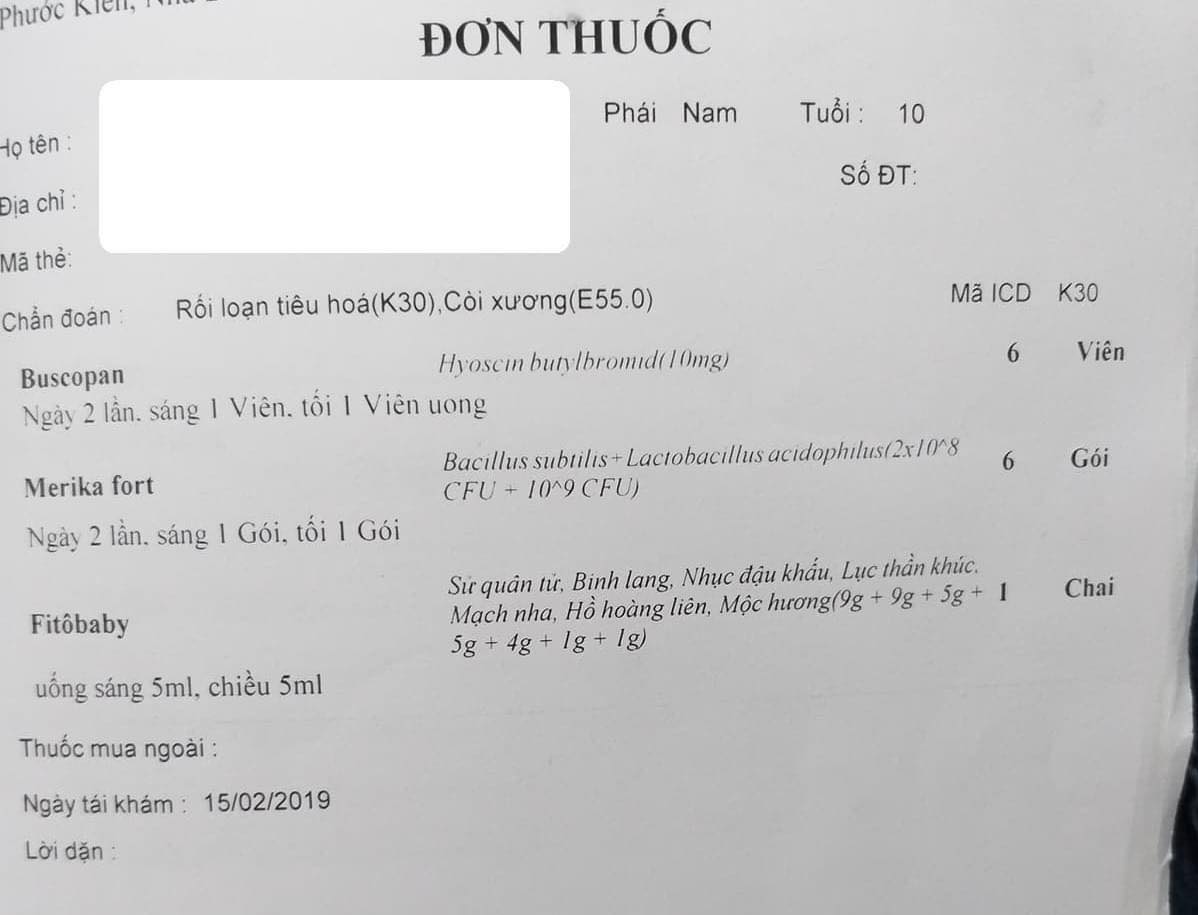 Phước Kiển,
ĐƠN THUỐC
Họ tên :
Phái Nam Tuổi : 10
Địa chỉ :
Số ĐT:
Mã thẻ:
Chẩn đoán : Rối loạn tiêu hoá(K30),Còi xương(E55.0) Mã ICD K30
Buscopan Hyoscin butylbromid(10mg) 6 Viên
Ngày 2 lần. sáng 1 Viên. tối 1 Viên uong
Merika fort Bacillus subtilis+Lactobacillus acidophilus(2x10^8 6 Gói
CFU + 10^9 CFU)
Ngày 2 lần. sáng 1 Gói, tối 1 Gói
Fitôbaby Sử quân tử, Binh lang, Nhục đậu khấu, Lục thần khúc. 1 Chai
Mạch nha, Hồ hoàng liên, Mộc hương(9g + 9g + 5g +
5g + 4g + 1g + 1g)
uống sáng 5ml, chiều 5ml
Thuốc mua ngoài :
Ngày tái khám : 15/02/2019
Lời dặn :